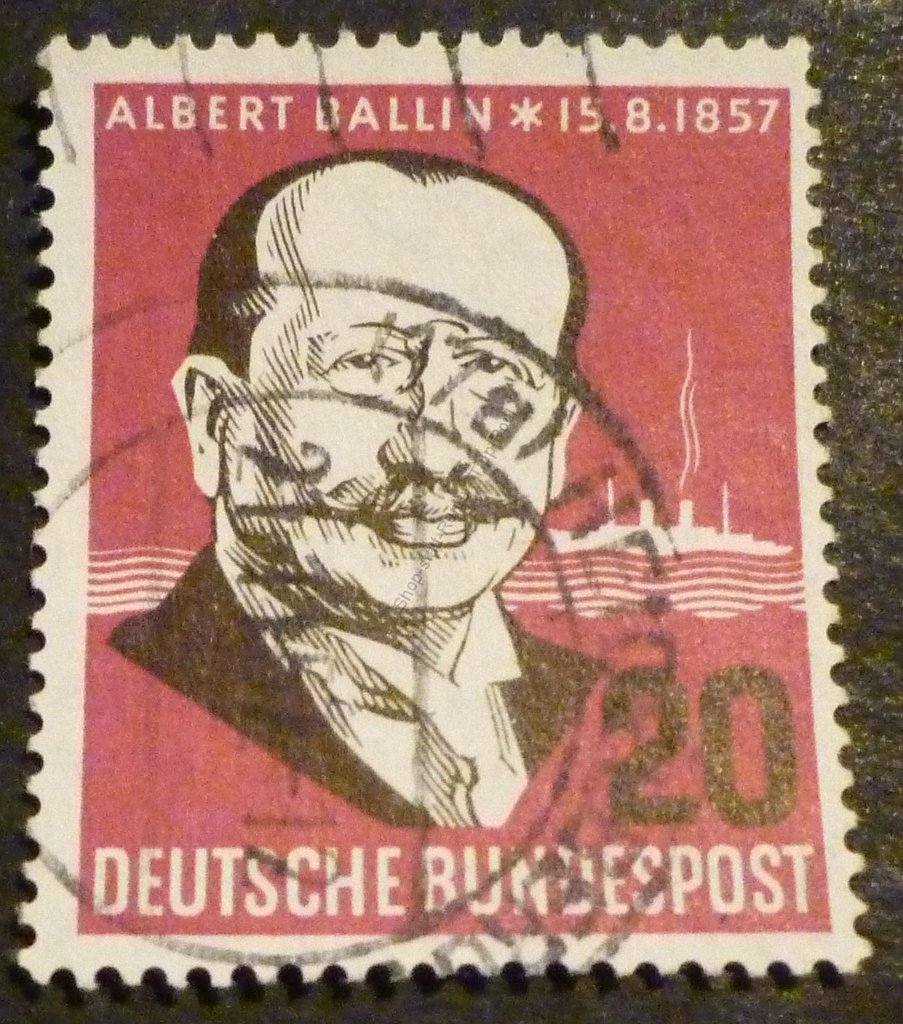 ALBERT BALLIN * 15.8.1857
20
DEUTSCHE BUNDESPOST